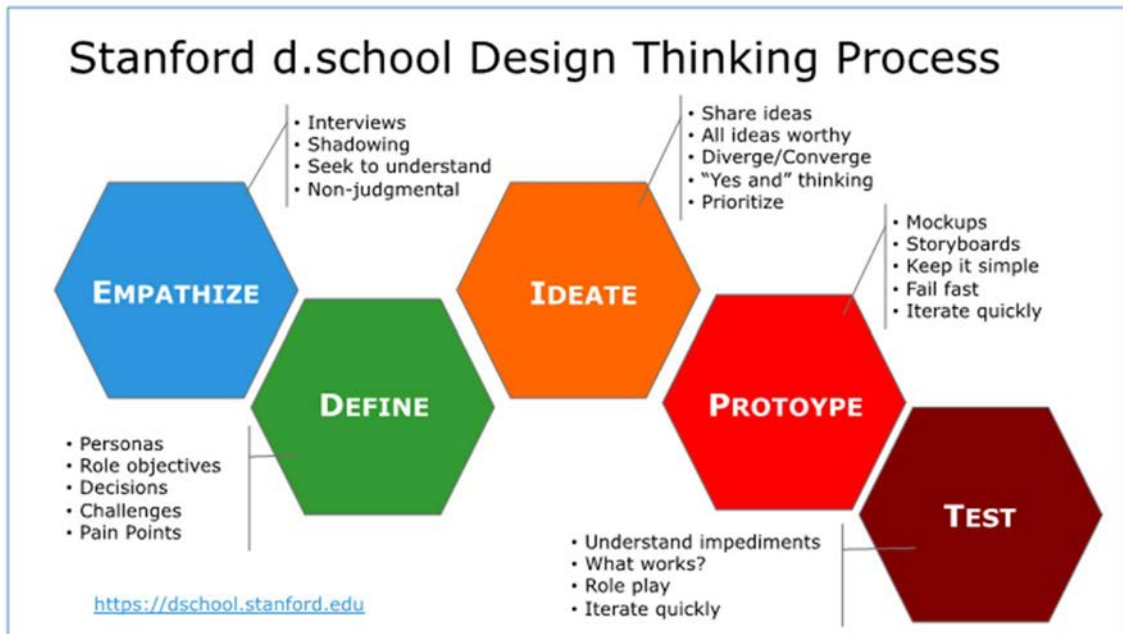 Stanford d.school Design Thinking Process
• Interviews
• Shadowing
• Seek to understand
• Non-judgmental
EMPATHIZE
• Personas
• Role objectives
• Decisions
• Challenges
• Pain Points
DEFINE
• Share ideas
• All ideas worthy
• Diverge/Converge
• “Yes and” thinking
• Prioritize
IDEATE
• Mockups
• Storyboards
• Keep it simple
• Fail fast
• Iterate quickly
PROTOYPE
• Understand impediments
• What works?
• Role play
• Iterate quickly
TEST
https://dschool.stanford.edu